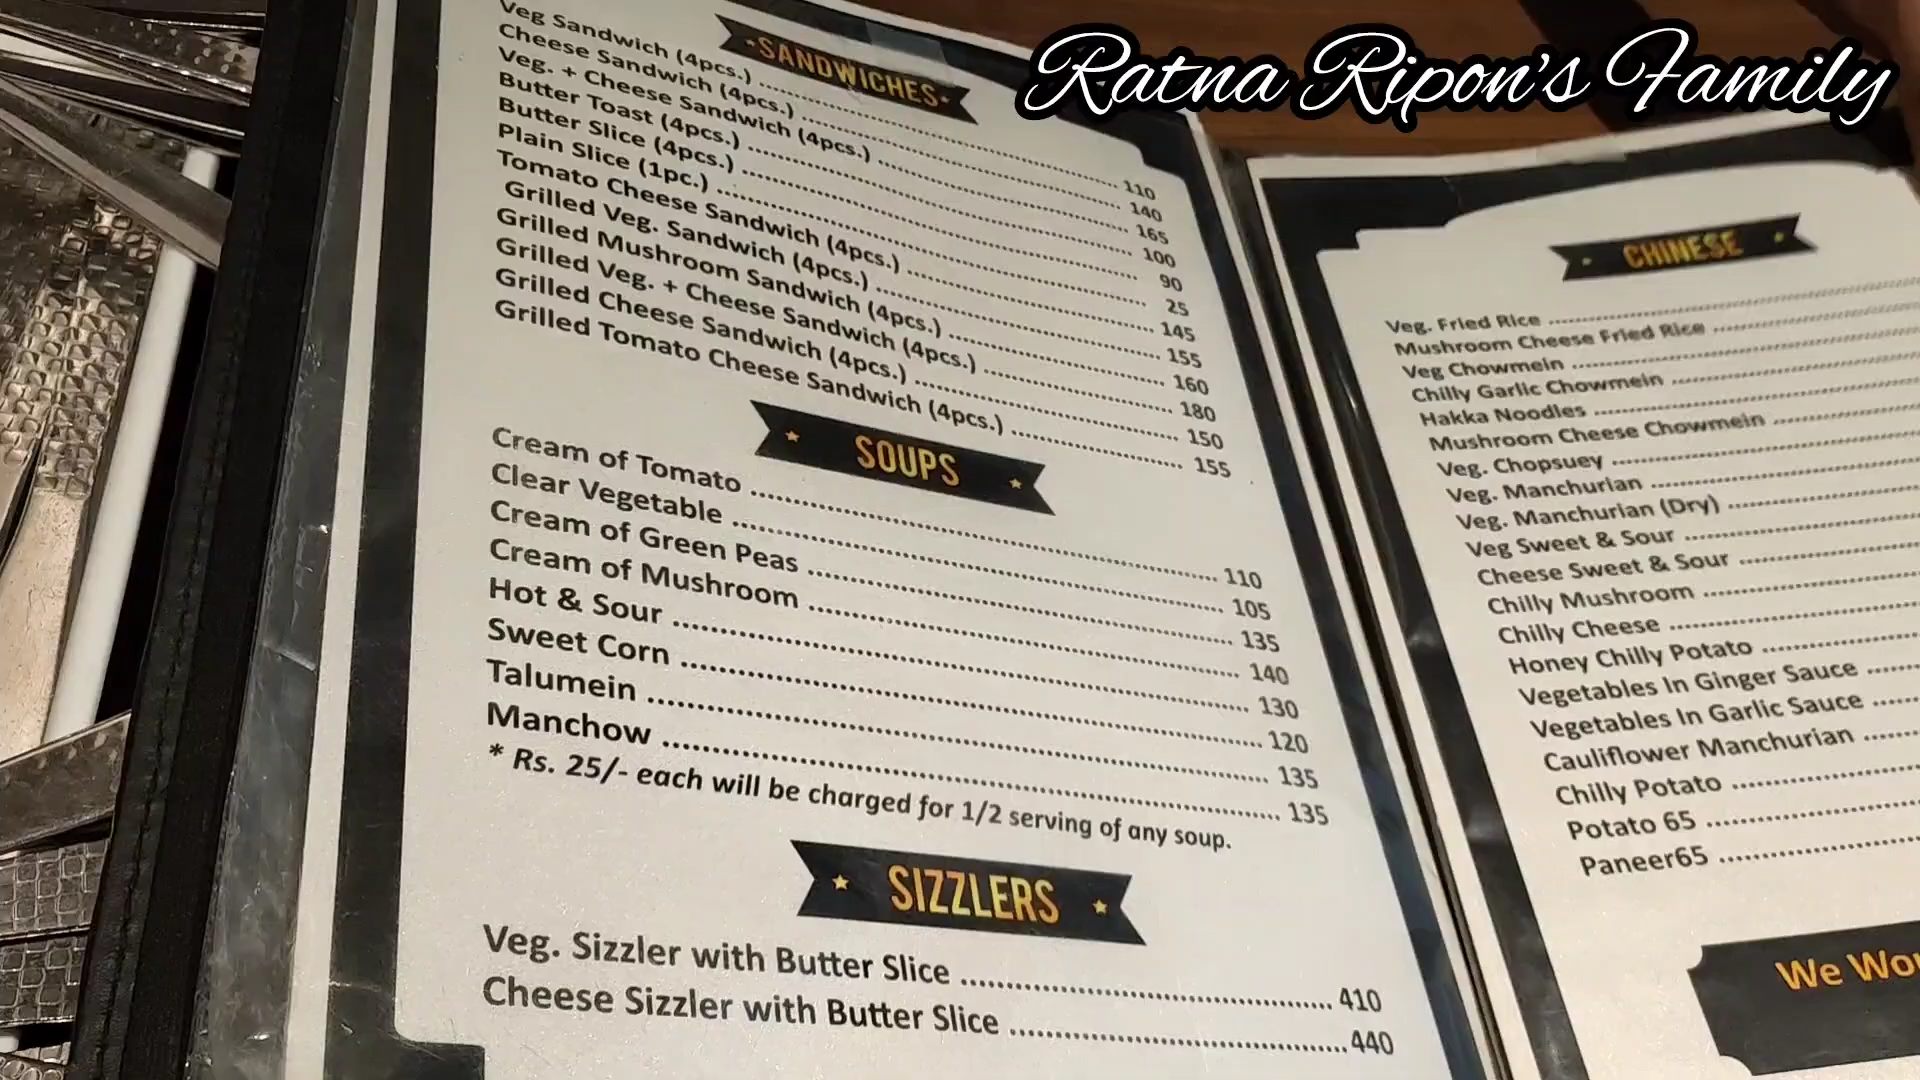 Ratna Ripon's Family
SANDWICHES
Veg Sandwich (4pcs.) 110
Cheese Sandwich (4pcs.) 140
Veg. + Cheese Sandwich (4pcs.) 165
Butter Toast (4pcs.) 100
Butter Slice (4pcs.) 90
Plain Slice (1pc.) 25
Tomato Cheese Sandwich (4pcs.) 145
Grilled Veg. Sandwich (4pcs.) 155
Grilled Mushroom Sandwich (4pcs.) 160
Grilled Veg. + Cheese Sandwich (4pcs.) 180
Grilled Cheese Sandwich (4pcs.) 150
Grilled Tomato Cheese Sandwich (4pcs.) 155
SOUPS
Cream of Tomato 110
Clear Vegetable 105
Cream of Green Peas 135
Cream of Mushroom 140
Hot & Sour 130
Sweet Corn 120
Talumein 135
Manchow 135
* Rs. 25/- each will be charged for 1/2 serving of any soup.
SIZZLERS
Veg. Sizzler with Butter Slice 410
Cheese Sizzler with Butter Slice 440
CHINESE
Veg. Fried Rice
Mushroom Cheese Fried Rice
Veg Chowmein
Chilly Garlic Chowmein
Hakka Noodles
Mushroom Cheese Chowmein
Veg. Chopsuey
Veg. Manchurian
Veg. Manchurian (Dry)
Veg Sweet & Sour
Cheese Sweet & Sour
Chilly Mushroom
Chilly Cheese
Honey Chilly Potato
Vegetables In Ginger Sauce
Vegetables In Garlic Sauce
Cauliflower Manchurian
Chilly Potato
Potato 65
Paneer65
We